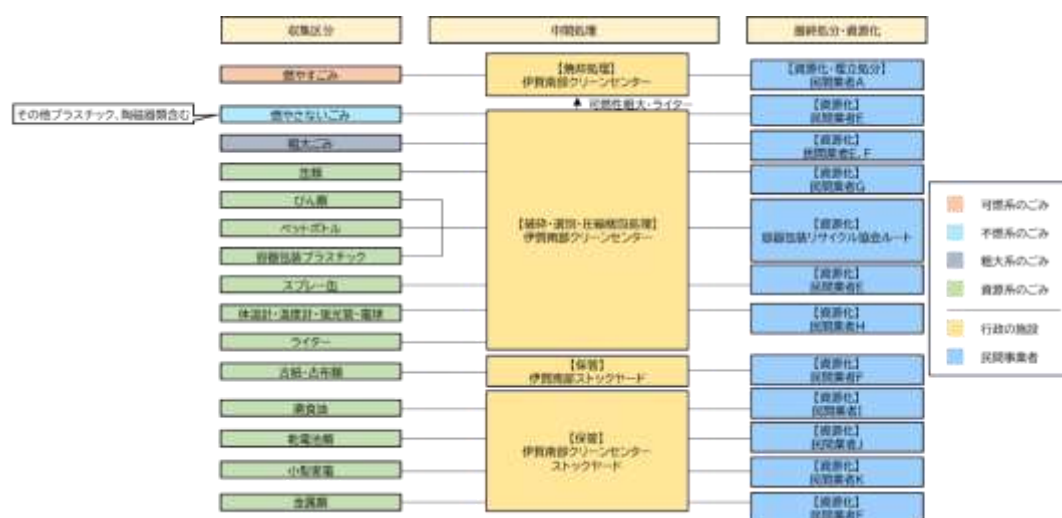 収集区分
中間処理
最終処分・資源化
燃やすごみ
【焼却処理】
伊賀南部クリーンセンター
【資源化・埋立処分】
民間業者A
可燃性粗大・ライター
その他プラスチック、陶磁器類含む
燃やさないごみ
【資源化】
民間業者E
粗大ごみ
【資源化】
民間業者E, F
缶類
【資源化】
民間業者G
びん類
ペットボトル
容器包装プラスチック
【破砕・選別・圧縮梱包処理】
伊賀南部クリーンセンター
【資源化】
容器包装リサイクル協会ルート
スプレー缶
【資源化】
民間業者E
体温計・温度計・蛍光管・電球
【資源化】
民間業者H
ライター
古紙・古布類
【保管】
伊賀南部ストックヤード
【資源化】
民間業者F
廃食油
【資源化】
民間業者I
乾電池類
【保管】
伊賀南部クリーンセンター
ストックヤード
【資源化】
民間業者J
小型家電
【資源化】
民間業者K
金属類
【資源化】
民間業者E
可燃系のごみ
不燃系のごみ
粗大系のごみ
資源系のごみ
行政の施設
民間事業者